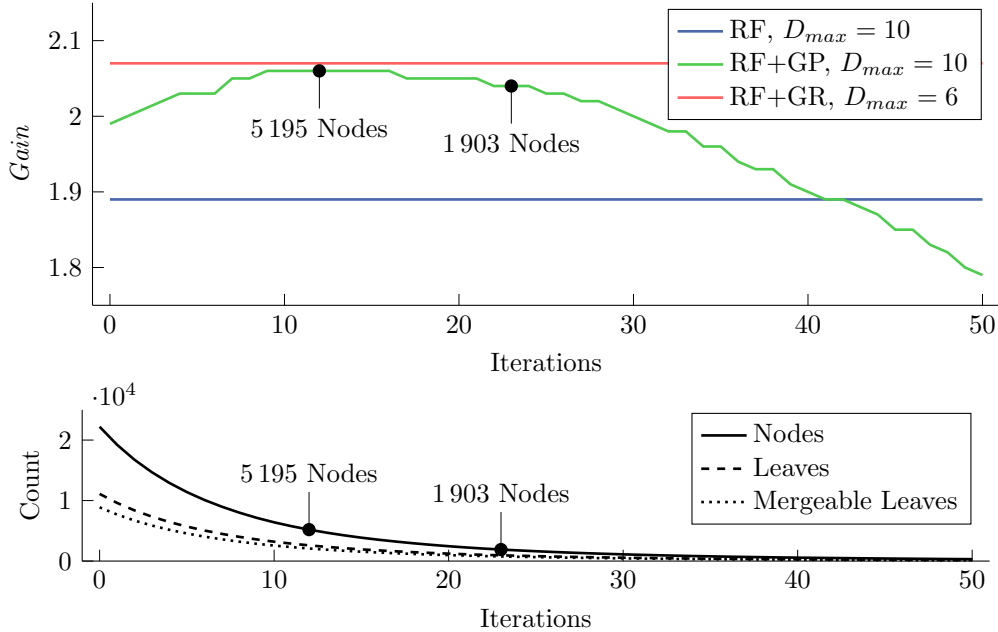 2.1
2
1.9
1.8
Gain
RF, D_max = 10
RF+GP, D_max = 10
RF+GR, D_max = 6
5 195 Nodes
1 903 Nodes
0 10 20 30 40 50
Iterations
·10^4
2
1
0
Count
Nodes
Leaves
Mergeable Leaves
5 195 Nodes
1 903 Nodes
0 10 20 30 40 50
Iterations